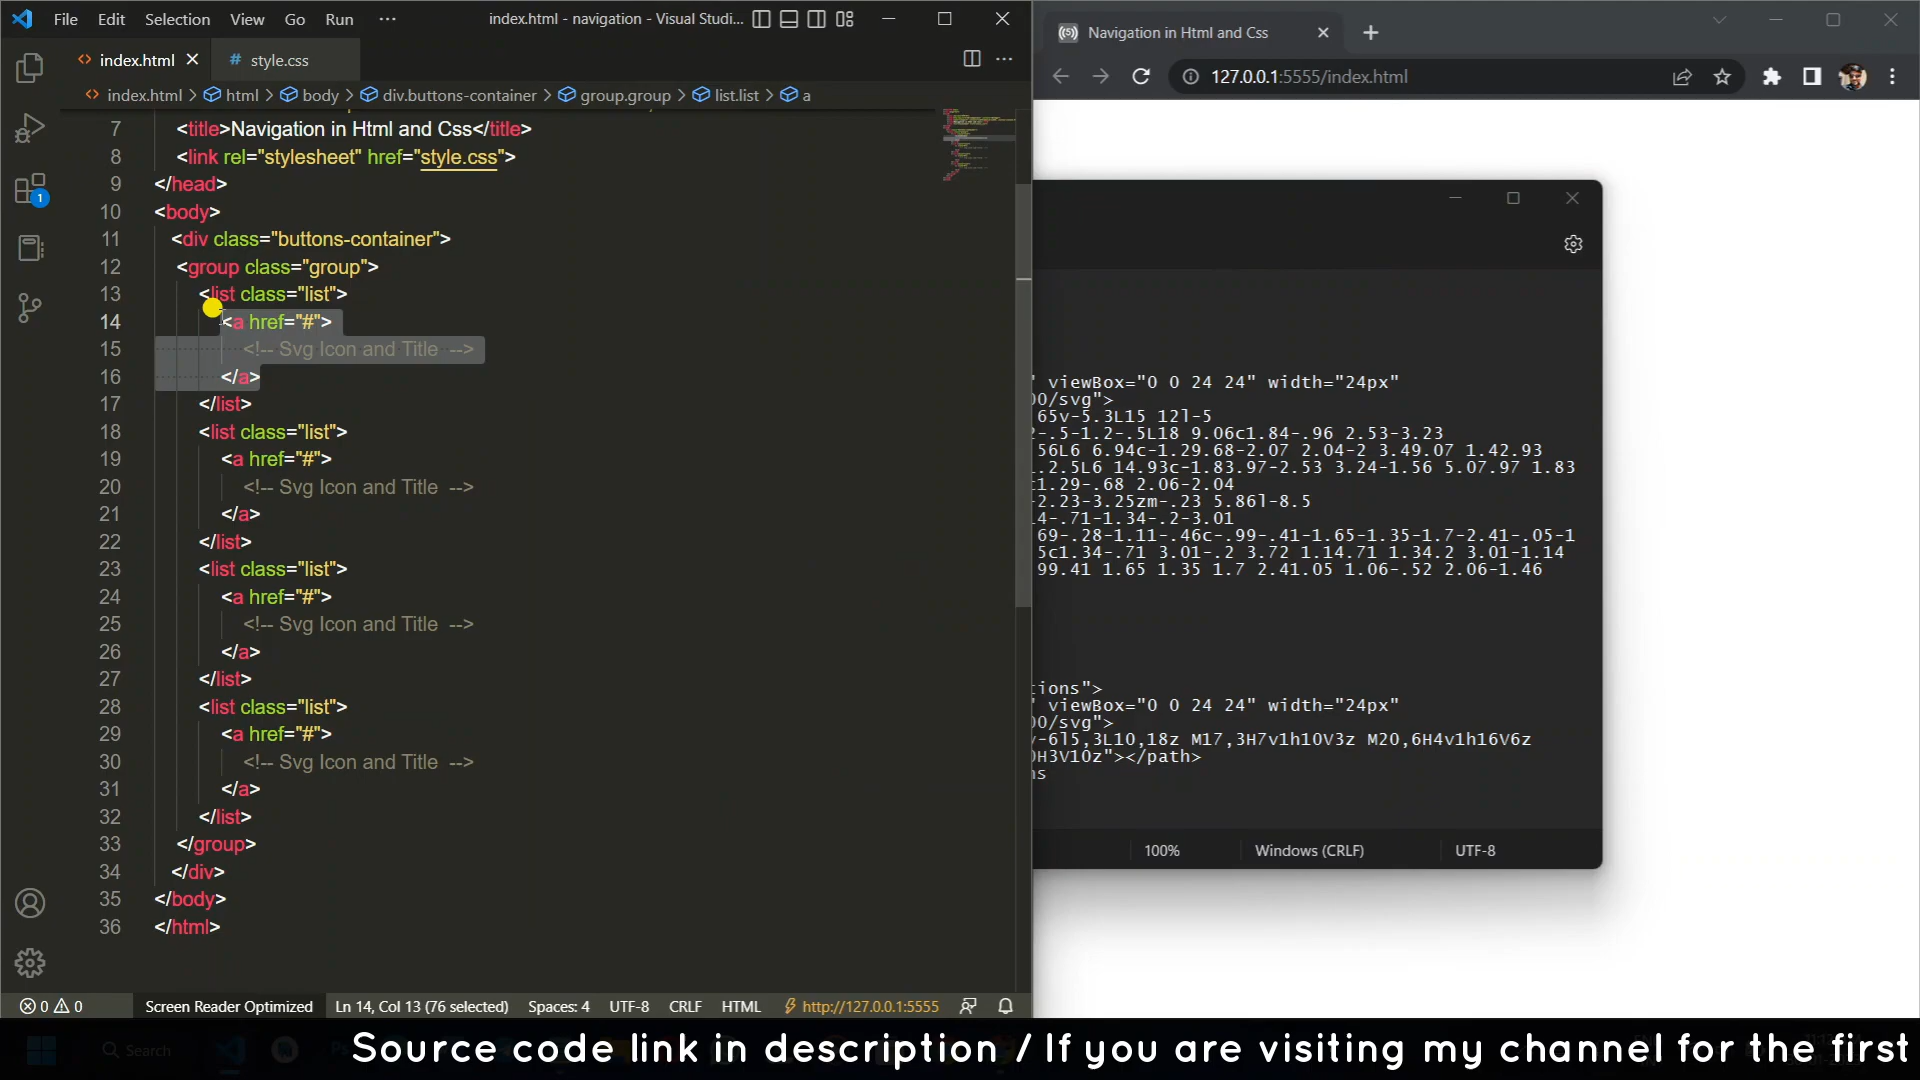 File Edit Selection View Go Run ···
index.html - navigation - Visual Studi...
index.html
# style.css
index.html > html > body > div.buttons-container > group.group > list.list > a
7 <title>Navigation in Html and Css</title>
8 <link rel="stylesheet" href="style.css">
9 </head>
10 <body>
11 <div class="buttons-container">
12 <group class="group">
13 <list class="list">
14 <a href="#">
15 <!-- Svg Icon and Title -->
16 </a>
17 </list>
18 <list class="list">
19 <a href="#">
20 <!-- Svg Icon and Title -->
21 </a>
22 </list>
23 <list class="list">
24 <a href="#">
25 <!-- Svg Icon and Title -->
26 </a>
27 </list>
28 <list class="list">
29 <a href="#">
30 <!-- Svg Icon and Title -->
31 </a>
32 </list>
33 </group>
34 </div>
35 </body>
36 </html>
1
0 0 Screen Reader Optimized Ln 14, Col 13 (76 selected) Spaces: 4 UTF-8 CRLF HTML http://127.0.0.1:5555
Navigation in Html and Css
127.0.0.1:5555/index.html
" viewBox="0 0 24 24" width="24px"
00/svg">
65v-5.3L15 12l-5
-.5-1.2-.5L18 9.06c1.84-.96 2.53-3.23
56L6 6.94c-1.29.68-2.07 2.04-2 3.49.07 1.42.93
.2.5L6 14.93c-1.83.97-2.53 3.24-1.56 5.07.97 1.83
1.29-.68 2.06-2.04
2.23-3.25zm-.23 5.86l-8.5
4-.71-1.34-.2-3.01
69-.28-1.11-.46c-.99-.41-1.65-1.35-1.7-2.41-.05-1
5c1.34-.71 3.01-.2 3.72 1.14.71 1.34.2 3.01-1.14
99.41 1.65 1.35 1.7 2.41.05 1.06-.52 2.06-1.46
ions">
" viewBox="0 0 24 24" width="24px"
00/svg">
-6l5,3L10,18z M17,3H7v1h10V3z M20,6H4v1h16V6z
0H3V10z"></path>
ns
100% Windows (CRLF) UTF-8
Search
Source code link in description / If you are visiting my channel for the first